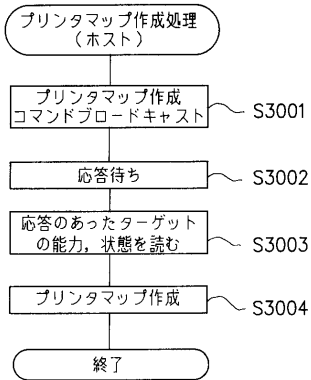 プリンタマップ作成処理
(ホスト)
プリンタマップ作成
コマンドブロードキャスト
S3001
応答待ち
S3002
応答のあったターゲット
の能力,状態を読む
S3003
プリンタマップ作成
S3004
終了